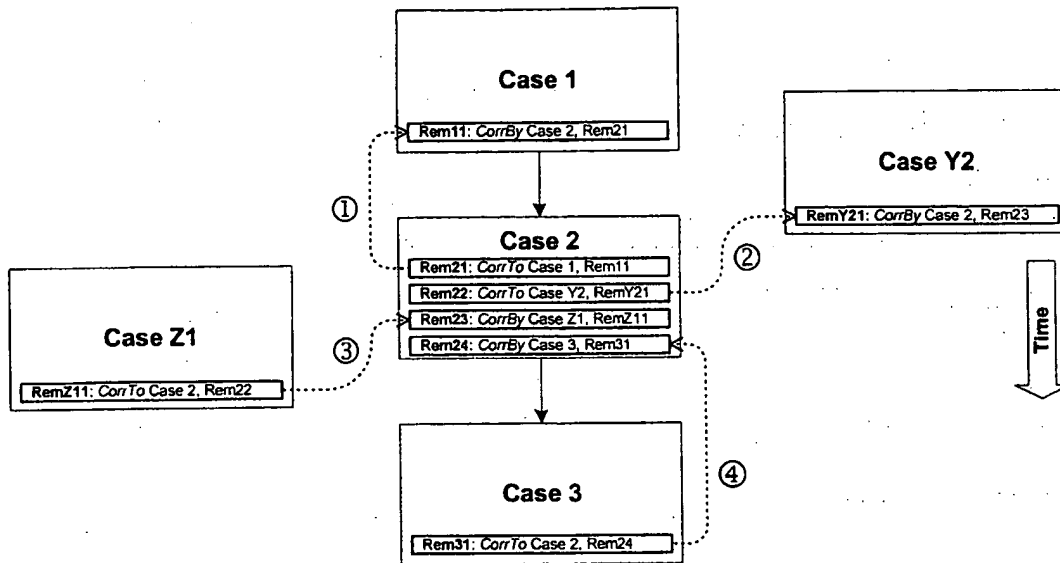 Case 1
Rem11: CorrBy Case 2, Rem21
Case Y2
RemY21: CorrBy Case 2, Rem23
①
②
Case 2
Rem21: CorrTo Case 1, Rem11
Rem22: CorrTo Case Y2, RemY21
Rem23: CorrBy Case Z1, RemZ11
Rem24: CorrBy Case 3, Rem31
Time
Case Z1
RemZ11: CorrTo Case 2, Rem22
③
④
Case 3
Rem31: CorrTo Case 2, Rem24